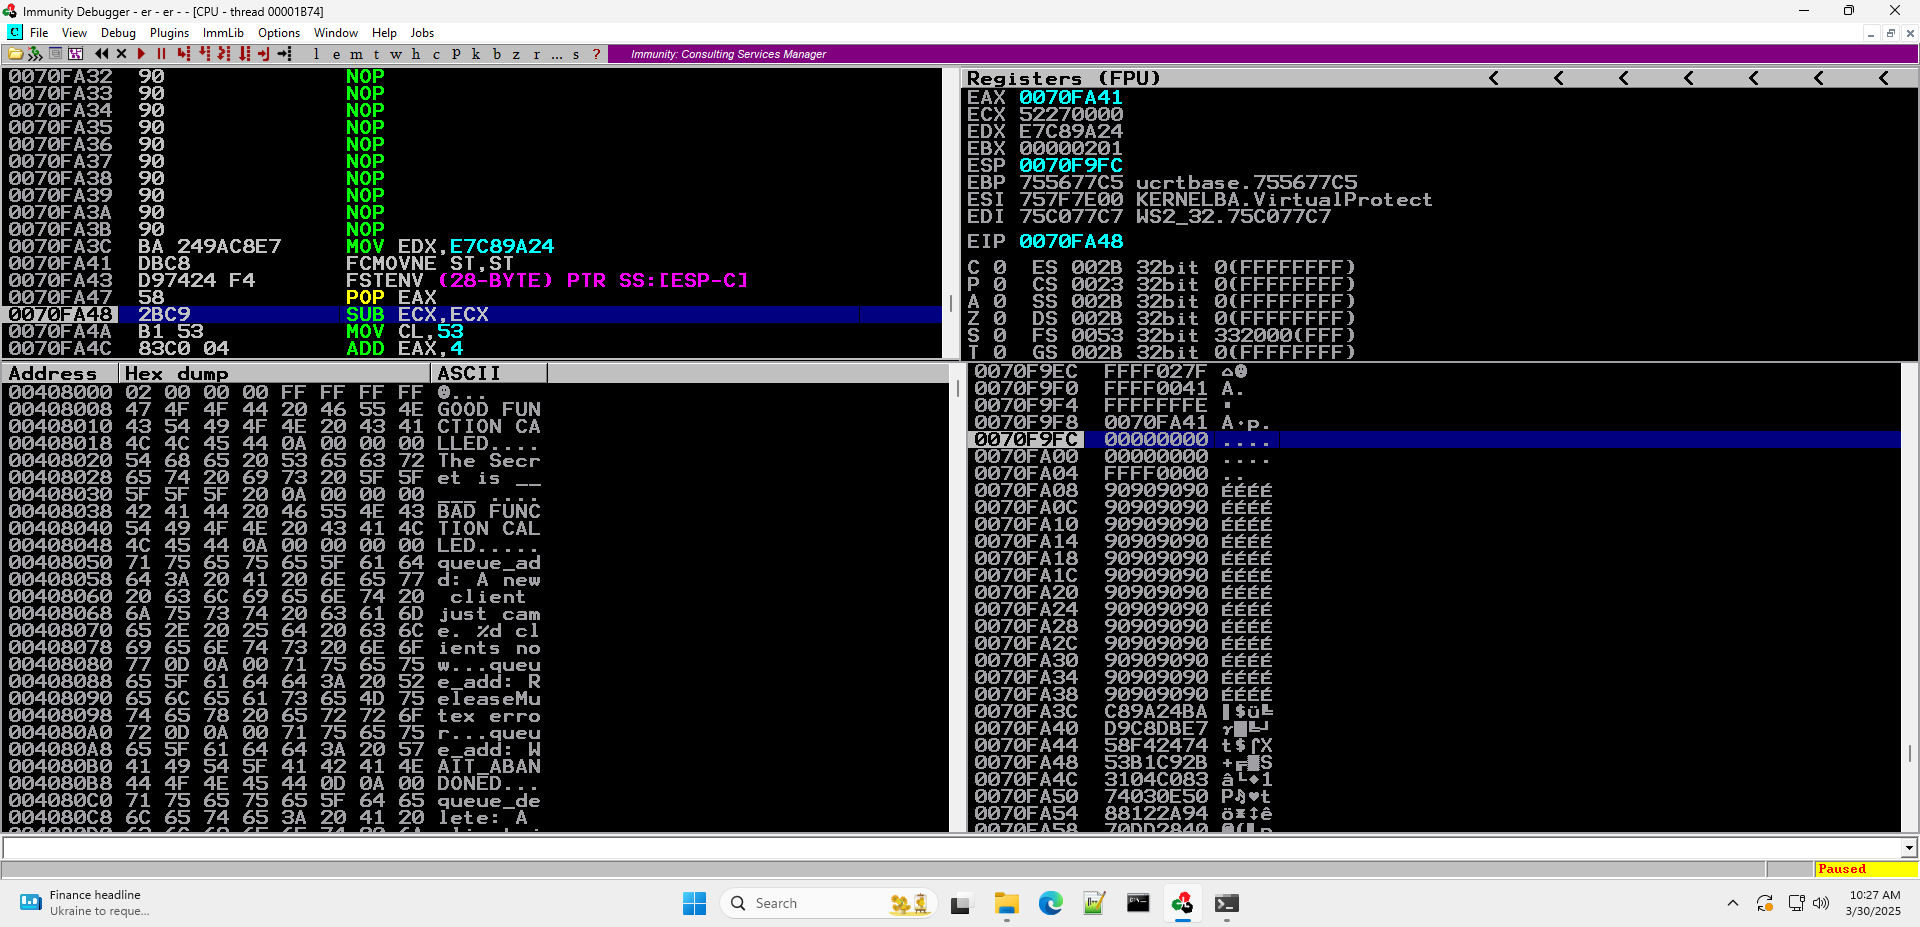 Immunity Debugger - er - er - - [CPU - thread 00001B74]
C File View Debug Plugins ImmLib Options Window Help Jobs
l e m t w h c P k b z r ... s ? Immunity: Consulting Services Manager
0070FA32 90 NOP
0070FA33 90 NOP
0070FA34 90 NOP
0070FA35 90 NOP
0070FA36 90 NOP
0070FA37 90 NOP
0070FA38 90 NOP
0070FA39 90 NOP
0070FA3A 90 NOP
0070FA3B 90 NOP
0070FA3C BA 249AC8E7 MOV EDX,E7C89A24
0070FA41 DBC8 FCMOVNE ST,ST
0070FA43 D97424 F4 FSTENV (28-BYTE) PTR SS:[ESP-C]
0070FA47 58 POP EAX
0070FA48 2BC9 SUB ECX,ECX
0070FA4A B1 53 MOV CL,53
0070FA4C 83C0 04 ADD EAX,4
Registers (FPU) < < < < < < <
EAX 0070FA41
ECX 52270000
EDX E7C89A24
EBX 00000201
ESP 0070F9FC
EBP 755677C5 ucrtbase.755677C5
ESI 757F7E00 KERNELBA.VirtualProtect
EDI 75C077C7 WS2_32.75C077C7
EIP 0070FA48
C 0 ES 002B 32bit 0(FFFFFFFF)
P 0 CS 0023 32bit 0(FFFFFFFF)
A 0 SS 002B 32bit 0(FFFFFFFF)
Z 0 DS 002B 32bit 0(FFFFFFFF)
S 0 FS 0053 32bit 332000(FFF)
T 0 GS 002B 32bit 0(FFFFFFFF)
Address Hex dump ASCII
00408000 02 00 00 00 FF FF FF FF ☻...
00408008 47 4F 4F 44 20 46 55 4E GOOD FUN
00408010 43 54 49 4F 4E 20 43 41 CTION CA
00408018 4C 4C 45 44 0A 00 00 00 LLED....
00408020 54 68 65 20 53 65 63 72 The Secr
00408028 65 74 20 69 73 20 5F 5F et is __
00408030 5F 5F 5F 20 0A 00 00 00 ___ ....
00408038 42 41 44 20 46 55 4E 43 BAD FUNC
00408040 54 49 4F 4E 20 43 41 4C TION CAL
00408048 4C 45 44 0A 00 00 00 00 LED.....
00408050 71 75 65 75 65 5F 61 64 queue_ad
00408058 64 3A 20 41 20 6E 65 77 d: A new
00408060 20 63 6C 69 65 6E 74 20 client
00408068 6A 75 73 74 20 63 61 6D just cam
00408070 65 2E 20 25 64 20 63 6C e. %d cl
00408078 69 65 6E 74 73 20 6E 6F ients no
00408080 77 0D 0A 00 71 75 65 75 w...queu
00408088 65 5F 61 64 64 3A 20 52 e_add: R
00408090 65 6C 65 61 73 65 4D 75 eleaseMu
00408098 74 65 78 20 65 72 72 6F tex erro
004080A0 72 0D 0A 00 71 75 65 75 r...queu
004080A8 65 5F 61 64 64 3A 20 57 e_add: W
004080B0 41 49 54 5F 41 42 41 4E AIT_ABAN
004080B8 44 4F 4E 45 44 0D 0A 00 DONED...
004080C0 71 75 65 75 65 5F 64 65 queue_de
004080C8 6C 65 74 65 3A 20 41 20 lete: A
0070F9EC FFFF027F ⌂☻
0070F9F0 FFFF0041 A.
0070F9F4 FFFFFFFE ■
0070F9F8 0070FA41 A·p.
0070F9FC 00000000 ....
0070FA00 00000000 ....
0070FA04 FFFF0000 ..
0070FA08 90909090 ÉÉÉÉ
0070FA0C 90909090 ÉÉÉÉ
0070FA10 90909090 ÉÉÉÉ
0070FA14 90909090 ÉÉÉÉ
0070FA18 90909090 ÉÉÉÉ
0070FA1C 90909090 ÉÉÉÉ
0070FA20 90909090 ÉÉÉÉ
0070FA24 90909090 ÉÉÉÉ
0070FA28 90909090 ÉÉÉÉ
0070FA2C 90909090 ÉÉÉÉ
0070FA30 90909090 ÉÉÉÉ
0070FA34 90909090 ÉÉÉÉ
0070FA38 90909090 ÉÉÉÉ
0070FA3C C89A24BA ║$Ü╚
0070FA40 D9C8DBE7 τ█╚┘
0070FA44 58F42474 t$⌠X
0070FA48 53B1C92B +╔▒S
0070FA4C 3104C083 â└♦1
0070FA50 74030E50 P♫♥t
0070FA54 88122A94 ö*↕ê
0070FA58 70DD2840 @(▌p
Paused
Finance headline
Ukraine to reque...
Search
10:27 AM
3/30/2025